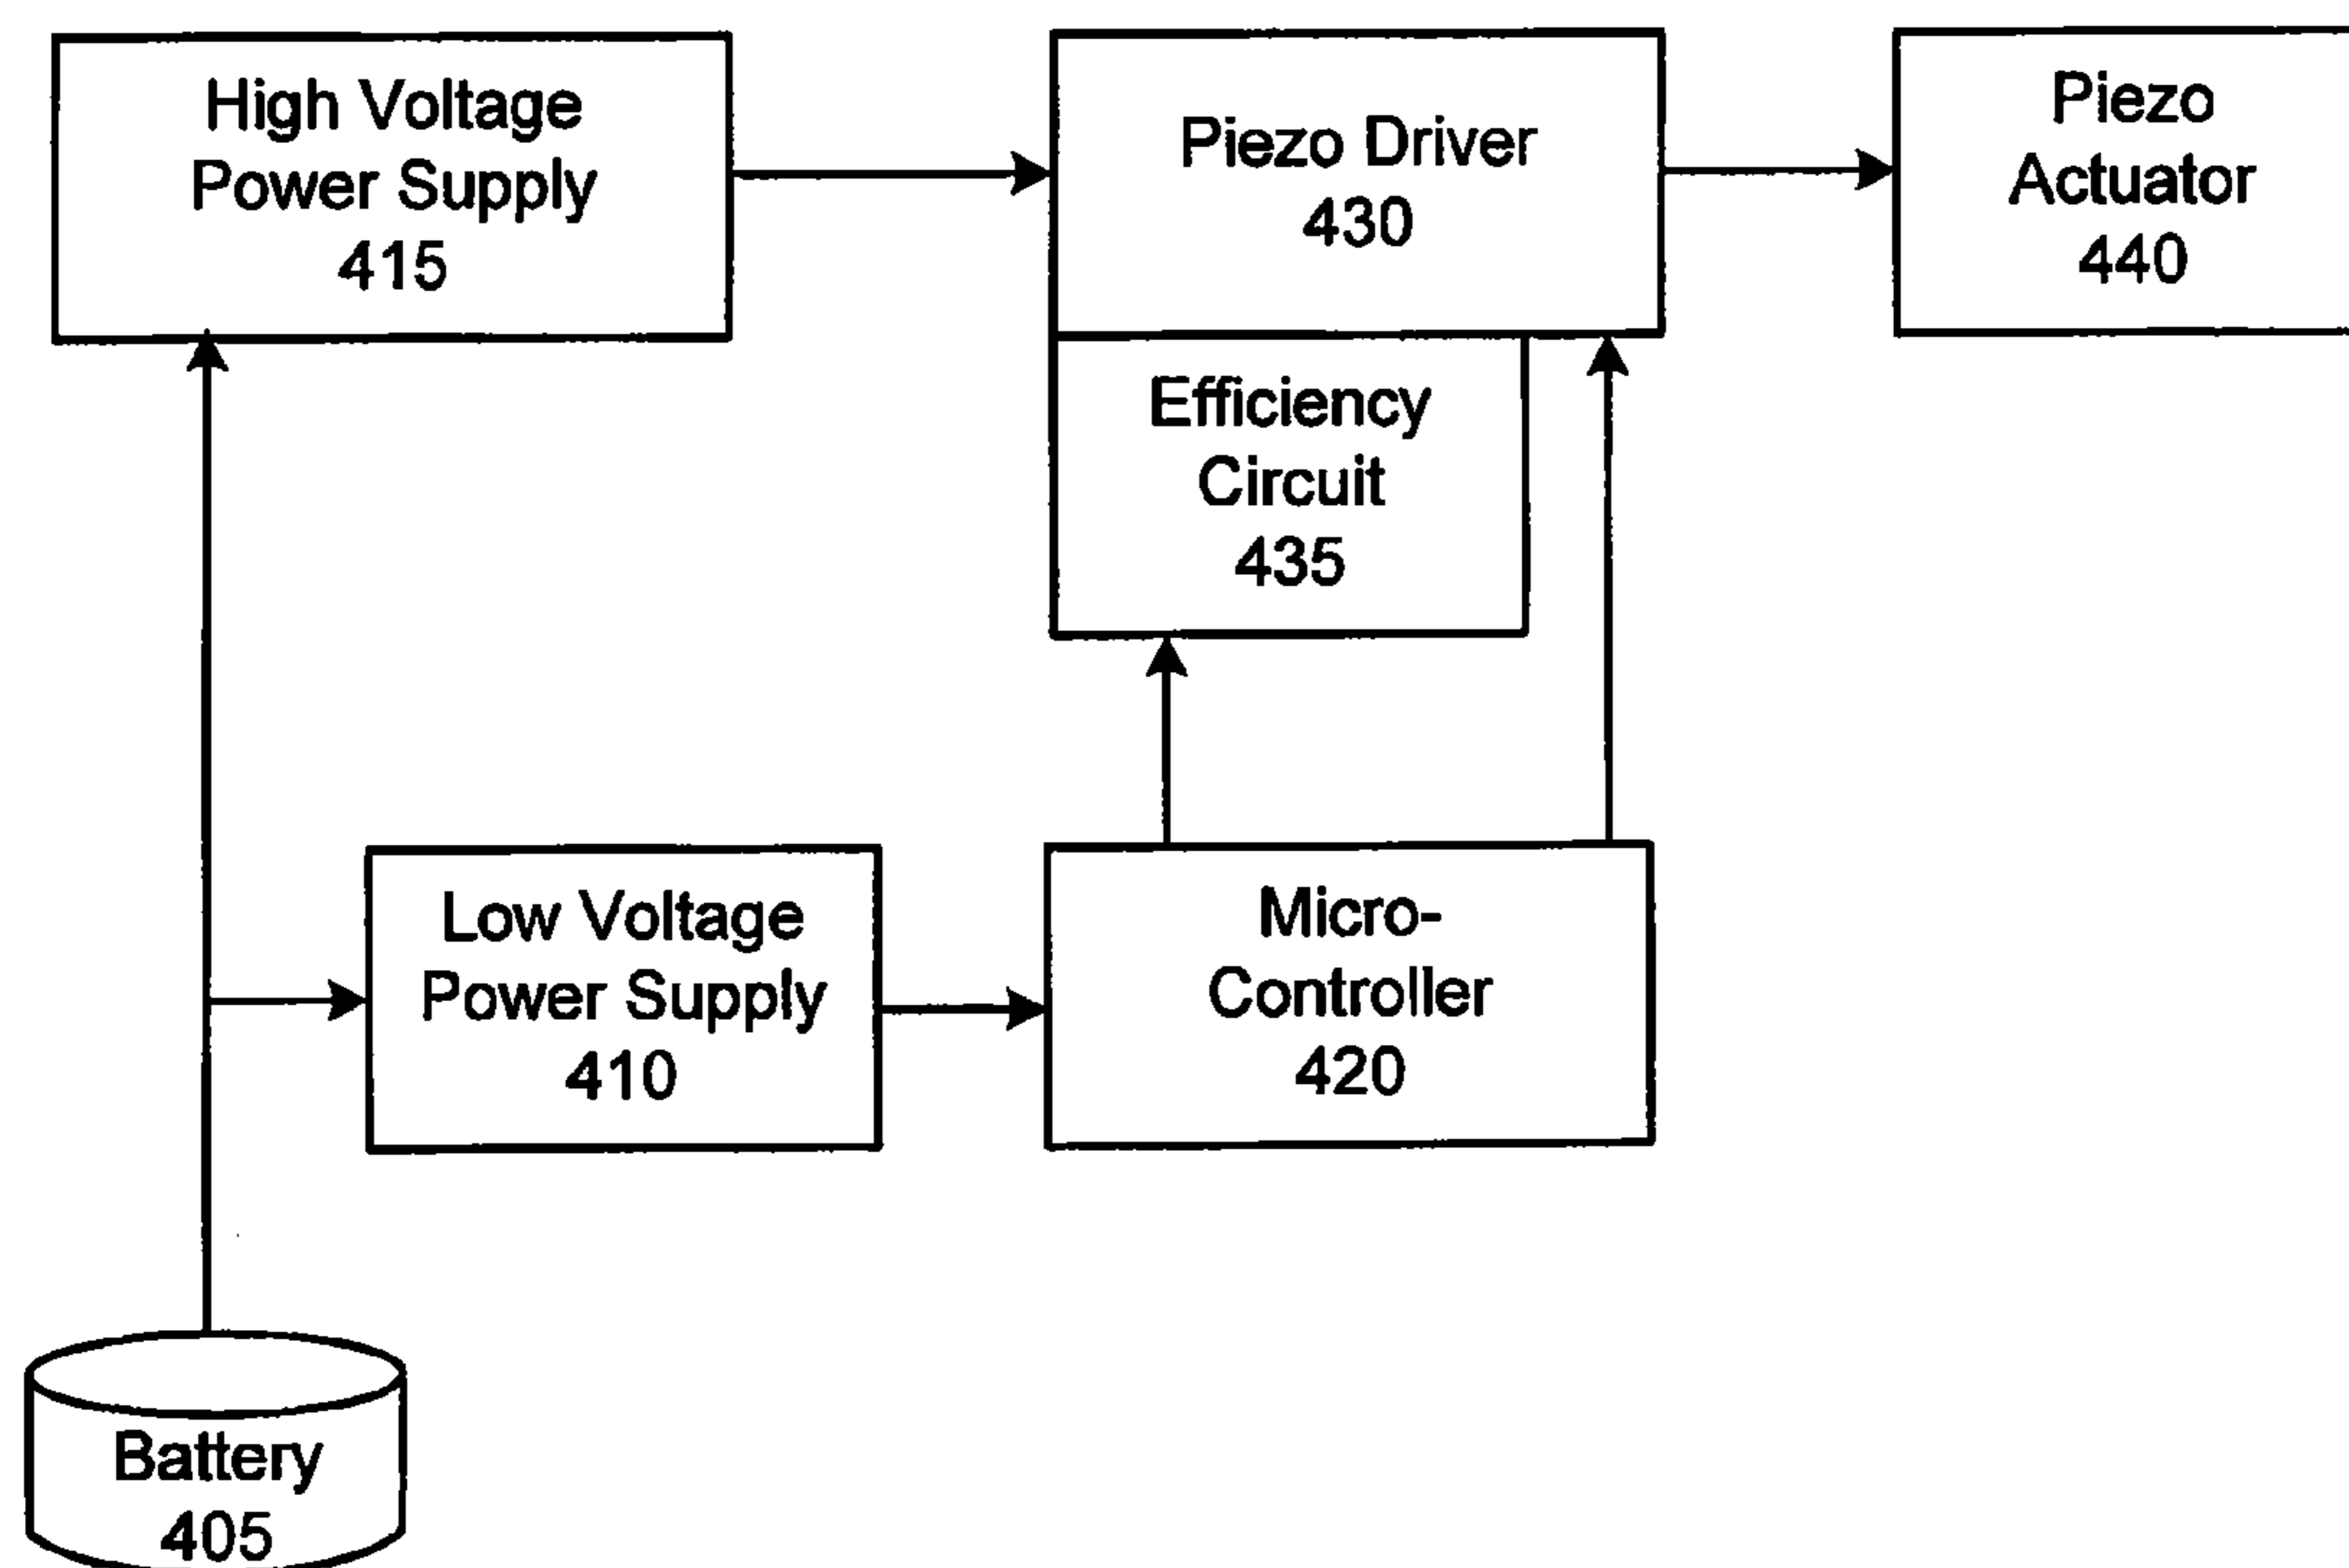 High Voltage
Power Supply
415
Piezo Driver
430
Piezo
Actuator
440
Efficiency
Circuit
435
Low Voltage
Power Supply
410
Micro-
Controller
420
Battery
405